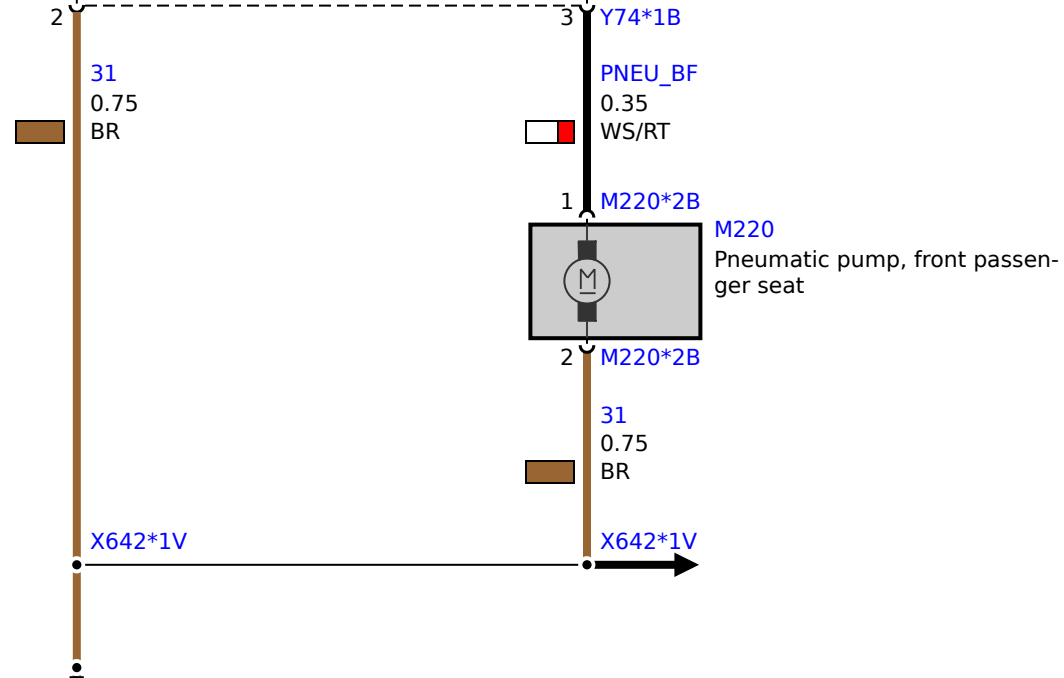 2
3 Y74*1B
31
0.75
BR
PNEU_BF
0.35
WS/RT
1 M220*2B
M220
Pneumatic pump, front passen-
ger seat
M
2 M220*2B
31
0.75
BR
X642*1V
X642*1V